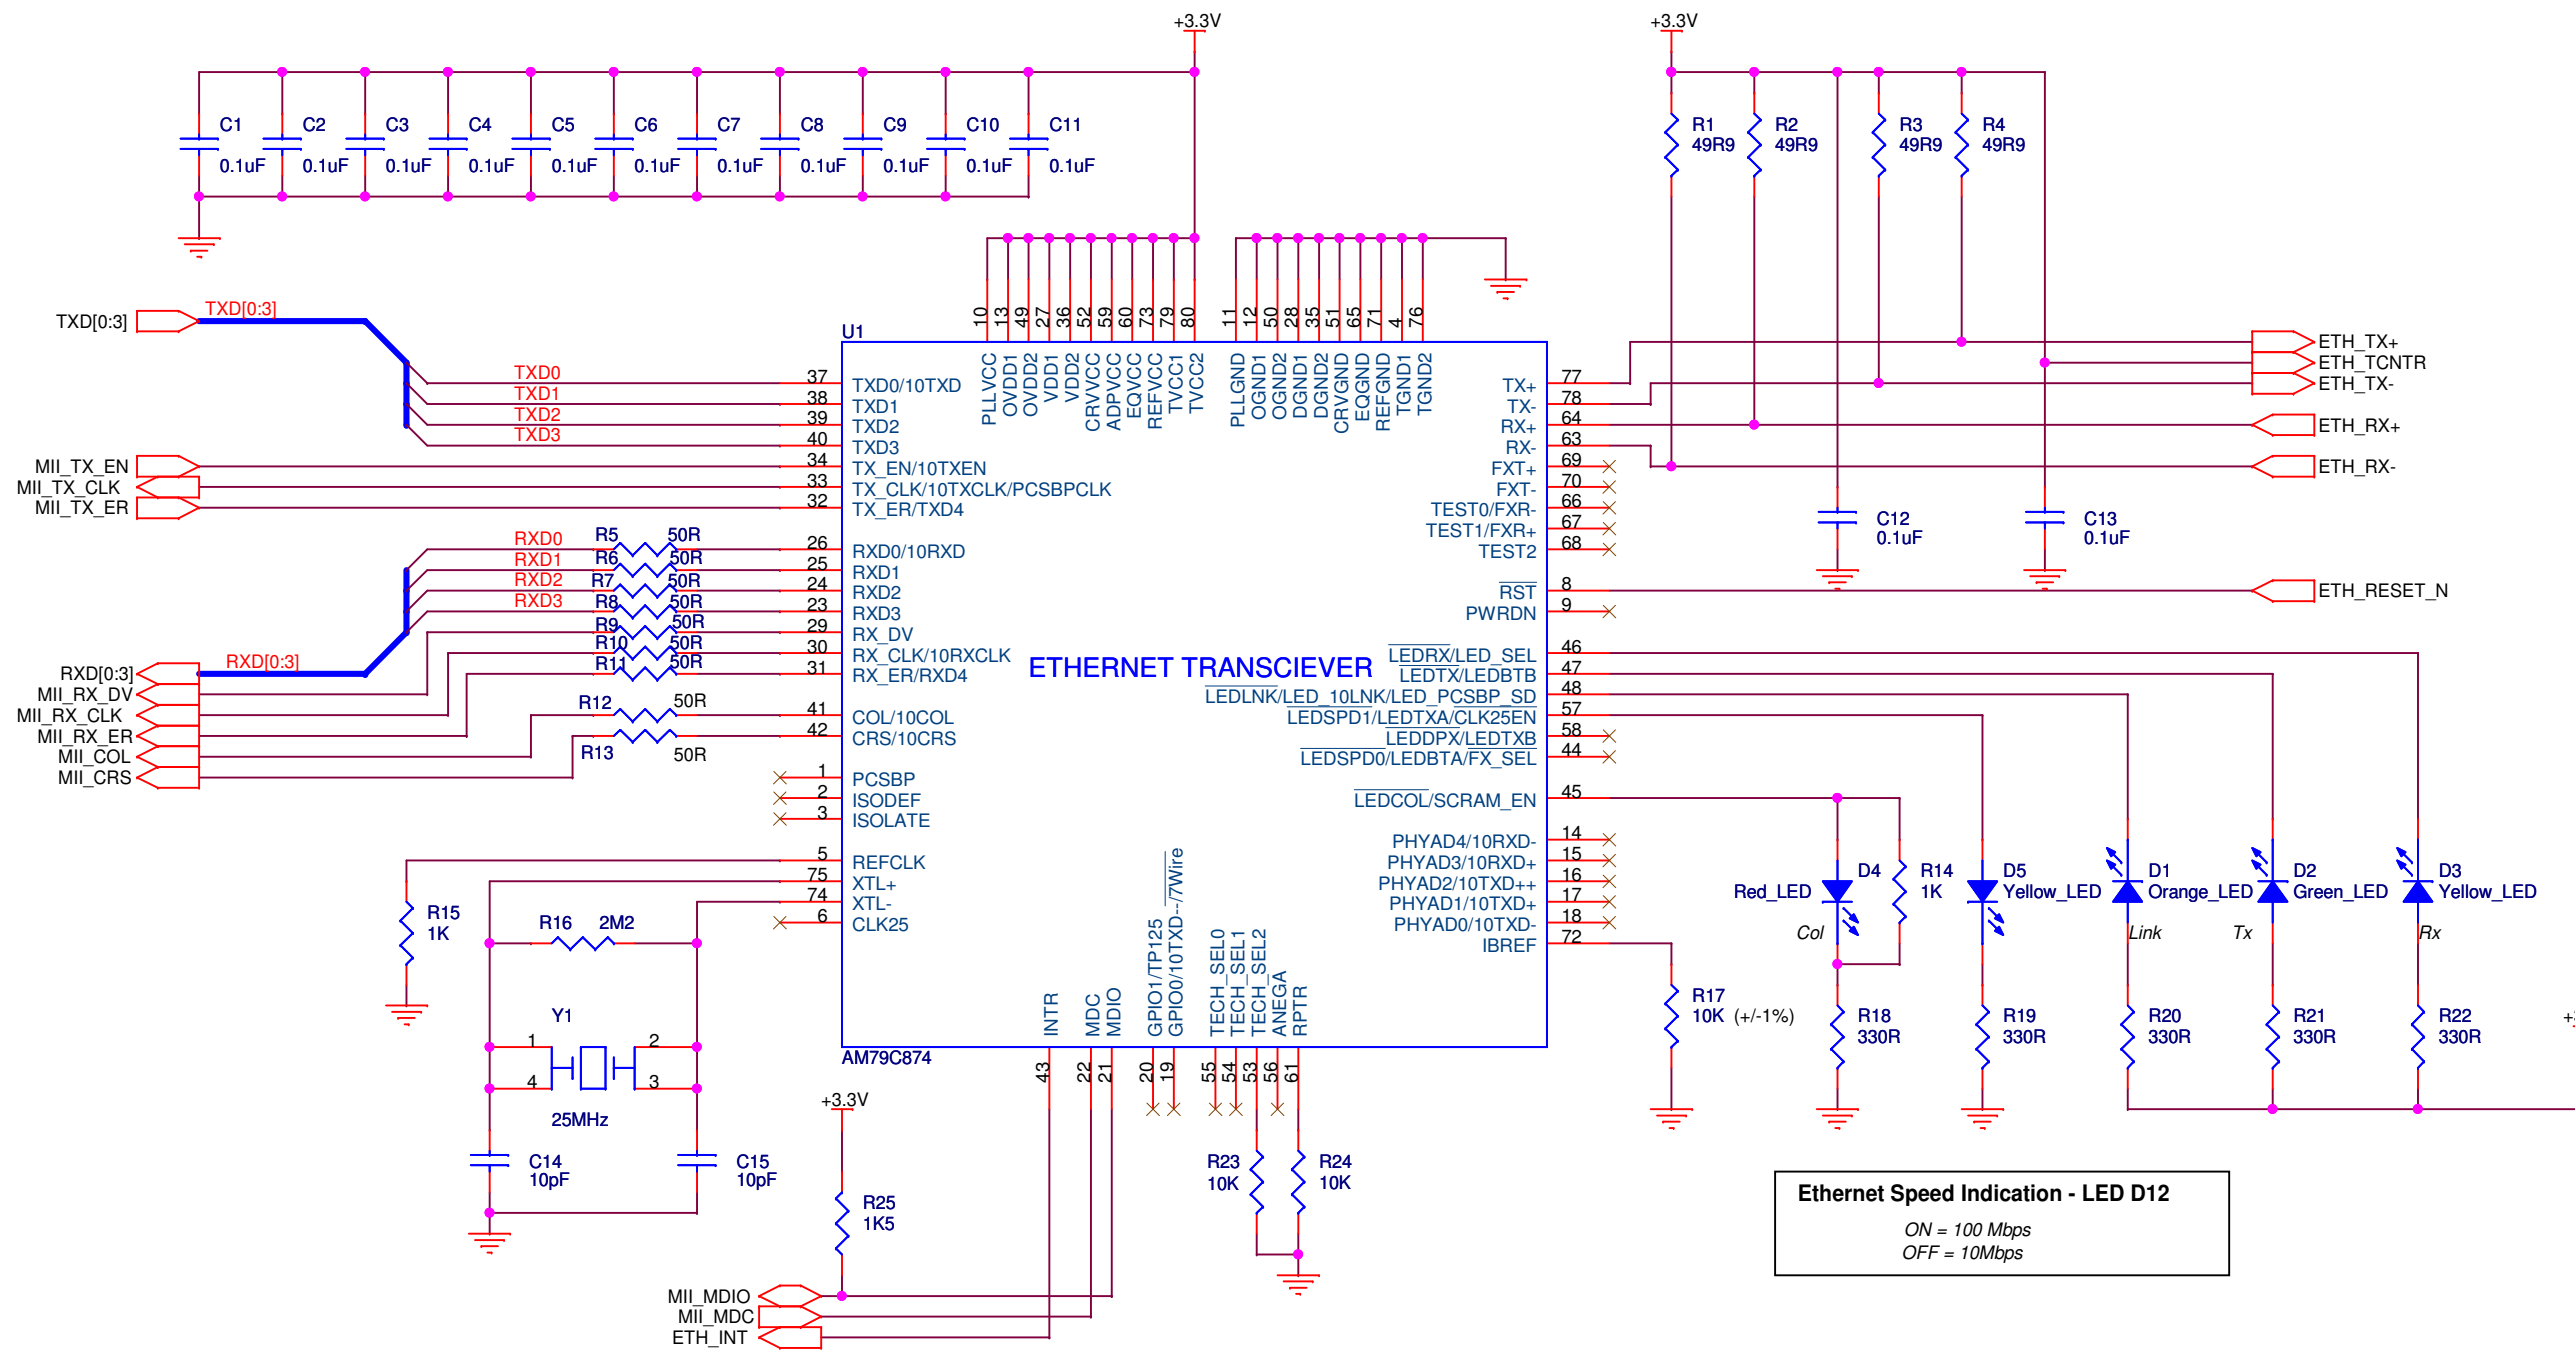 +3.3V
+3.3V
C1
0.1uF
C2
0.1uF
C3
0.1uF
C4
0.1uF
C5
0.1uF
C6
0.1uF
C7
0.1uF
C8
0.1uF
C9
0.1uF
C10
0.1uF
C11
0.1uF
R1
49R9
R2
49R9
R3
49R9
R4
49R9
TXD[0:3]
TXD[0:3]
TXD0
TXD1
TXD2
TXD3
MII_TX_EN
MII_TX_CLK
MII_TX_ER
RXD0
RXD1
RXD2
RXD3
R5 50R
R6 50R
R7 50R
R8 50R
R9 50R
R10 50R
R11 50R
R12 50R
R13 50R
RXD[0:3]
RXD[0:3]
MII_RX_DV
MII_RX_CLK
MII_RX_ER
MII_COL
MII_CRS
U1
10 PLLVCC
13 OVDD1
49 OVDD2
27 VDD1
36 VDD2
52 CRVVCC
59 ADPVCC
60 EQVCC
73 REFVCC
79 TVCC1
80 TVCC2
11 PLLGND
12 OGND1
50 OGND2
28 DGND1
35 DGND2
51 CRVGND
65 EQGND
71 REFGND
4 TGND1
76 TGND2
37 TXD0/10TXD
38 TXD1
39 TXD2
40 TXD3
34 TX_EN/10TXEN
33 TX_CLK/10TXCLK/PCSBPCLK
32 TX_ER/TXD4
26 RXD0/10RXD
25 RXD1
24 RXD2
23 RXD3
29 RX_DV
30 RX_CLK/10RXCLK
31 RX_ER/RXD4
41 COL/10COL
42 CRS/10CRS
1 PCSBP
2 ISODEF
3 ISOLATE
5 REFCLK
75 XTL+
74 XTL-
6 CLK25
ETHERNET TRANSCIEVER
TX+ 77
TX- 78
RX+ 64
RX- 63
FXT+ 69
FXT- 70
TEST0/FXR- 66
TEST1/FXR+ 67
TEST2 68
RST 8
PWRDN 9
LEDRX/LED_SEL 46
LEDTX/LEDBTB 47
LEDLNK/LED_10LNK/LED_PCSBP_SD 48
LEDSPD1/LEDTXA/CLK25EN 57
LEDDPX/LEDTXB 58
LEDSPD0/LEDBTA/FX_SEL 44
LEDCOL/SCRAM_EN 45
PHYAD4/10RXD- 14
PHYAD3/10RXD+ 15
PHYAD2/10TXD++ 16
PHYAD1/10TXD+ 17
PHYAD0/10TXD- 18
IBREF 72
INTR 43
MDC 22
MDIO 21
GPIO1/TP125 20
GPIO0/10TXD--/7Wire 19
TECH_SEL0 55
TECH_SEL1 54
TECH_SEL2 53
ANEGA 56
RPTR 61
AM79C874
ETH_TX+
ETH_TCNTR
ETH_TX-
ETH_RX+
ETH_RX-
C12
0.1uF
C13
0.1uF
ETH_RESET_N
D4
Red_LED
Col
R14
1K
D5
Yellow_LED
D1
Orange_LED
Link
D2
Green_LED
Tx
D3
Yellow_LED
Rx
R15
1K
R16 2M2
Y1
1
2
4
3
25MHz
C14
10pF
C15
10pF
R17
10K (+/-1%)
R18
330R
R19
330R
R20
330R
R21
330R
R22
330R
+3.3V
R25
1K5
R23
10K
R24
10K
MII_MDIO
MII_MDC
ETH_INT
Ethernet Speed Indication - LED D12
ON = 100 Mbps
OFF = 10Mbps